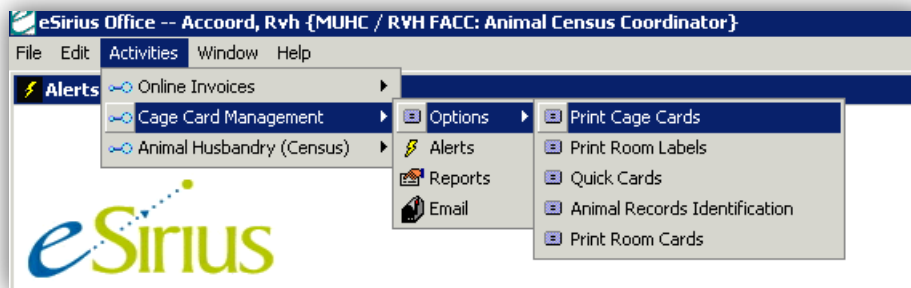 eSirius Office -- Accoord, Rvh {MUHC / RVH FACC: Animal Census Coordinator}
File Edit Activities Window Help
Alerts
Online Invoices
Cage Card Management
Animal Husbandry (Census)
Options
Alerts
Reports
Email
Print Cage Cards
Print Room Labels
Quick Cards
Animal Records Identification
Print Room Cards
eSirius